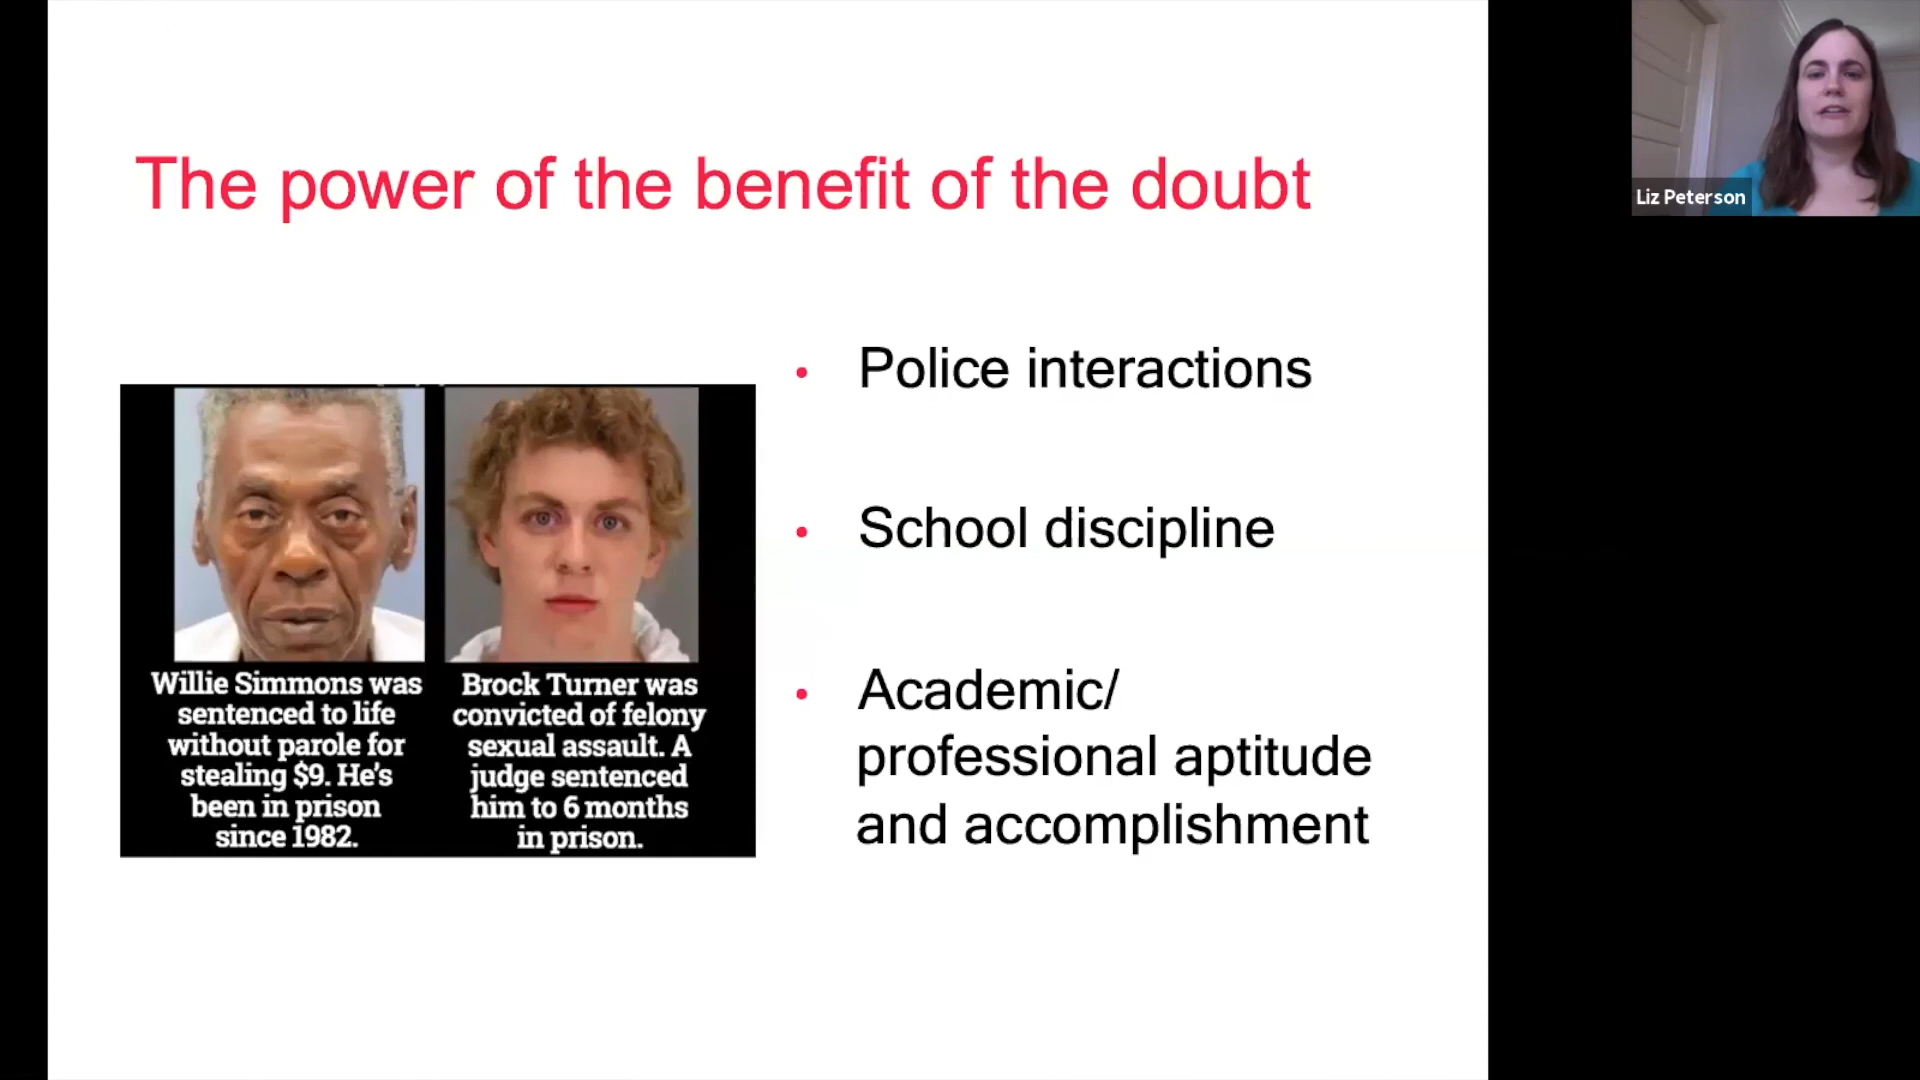 The power of the benefit of the doubt
Liz Peterson
Willie Simmons was
sentenced to life
without parole for
stealing $9. He's
been in prison
since 1982.
Brock Turner was
convicted of felony
sexual assault. A
judge sentenced
him to 6 months
in prison.
• Police interactions
• School discipline
• Academic/
professional aptitude
and accomplishment